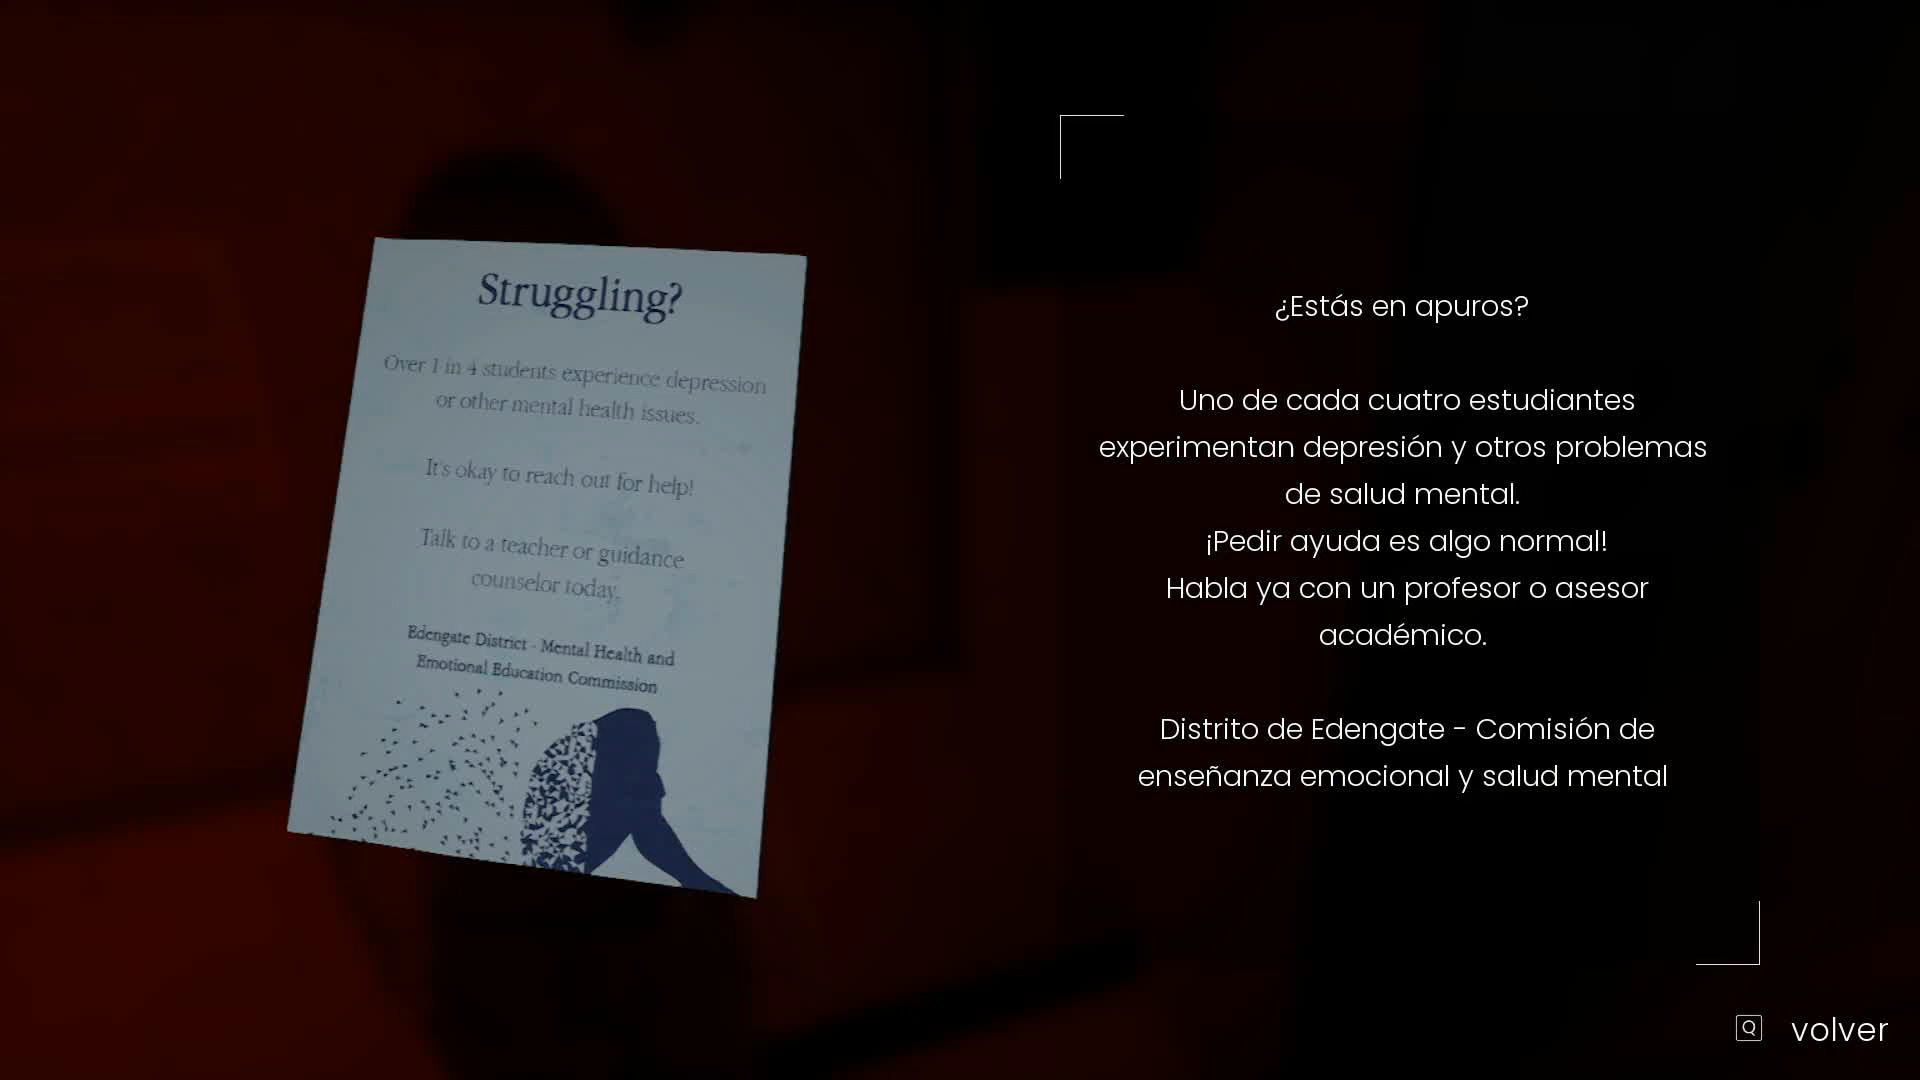 Struggling?
Over 1 in 4 students experience depression
or other mental health issues.
It's okay to reach out for help!
Talk to a teacher or guidance
counselor today.
Edengate District - Mental Health and
Emotional Education Commission
¿Estás en apuros?
Uno de cada cuatro estudiantes
experimentan depresión y otros problemas
de salud mental.
¡Pedir ayuda es algo normal!
Habla ya con un profesor o asesor
académico.
Distrito de Edengate - Comisión de
enseñanza emocional y salud mental
Q volver